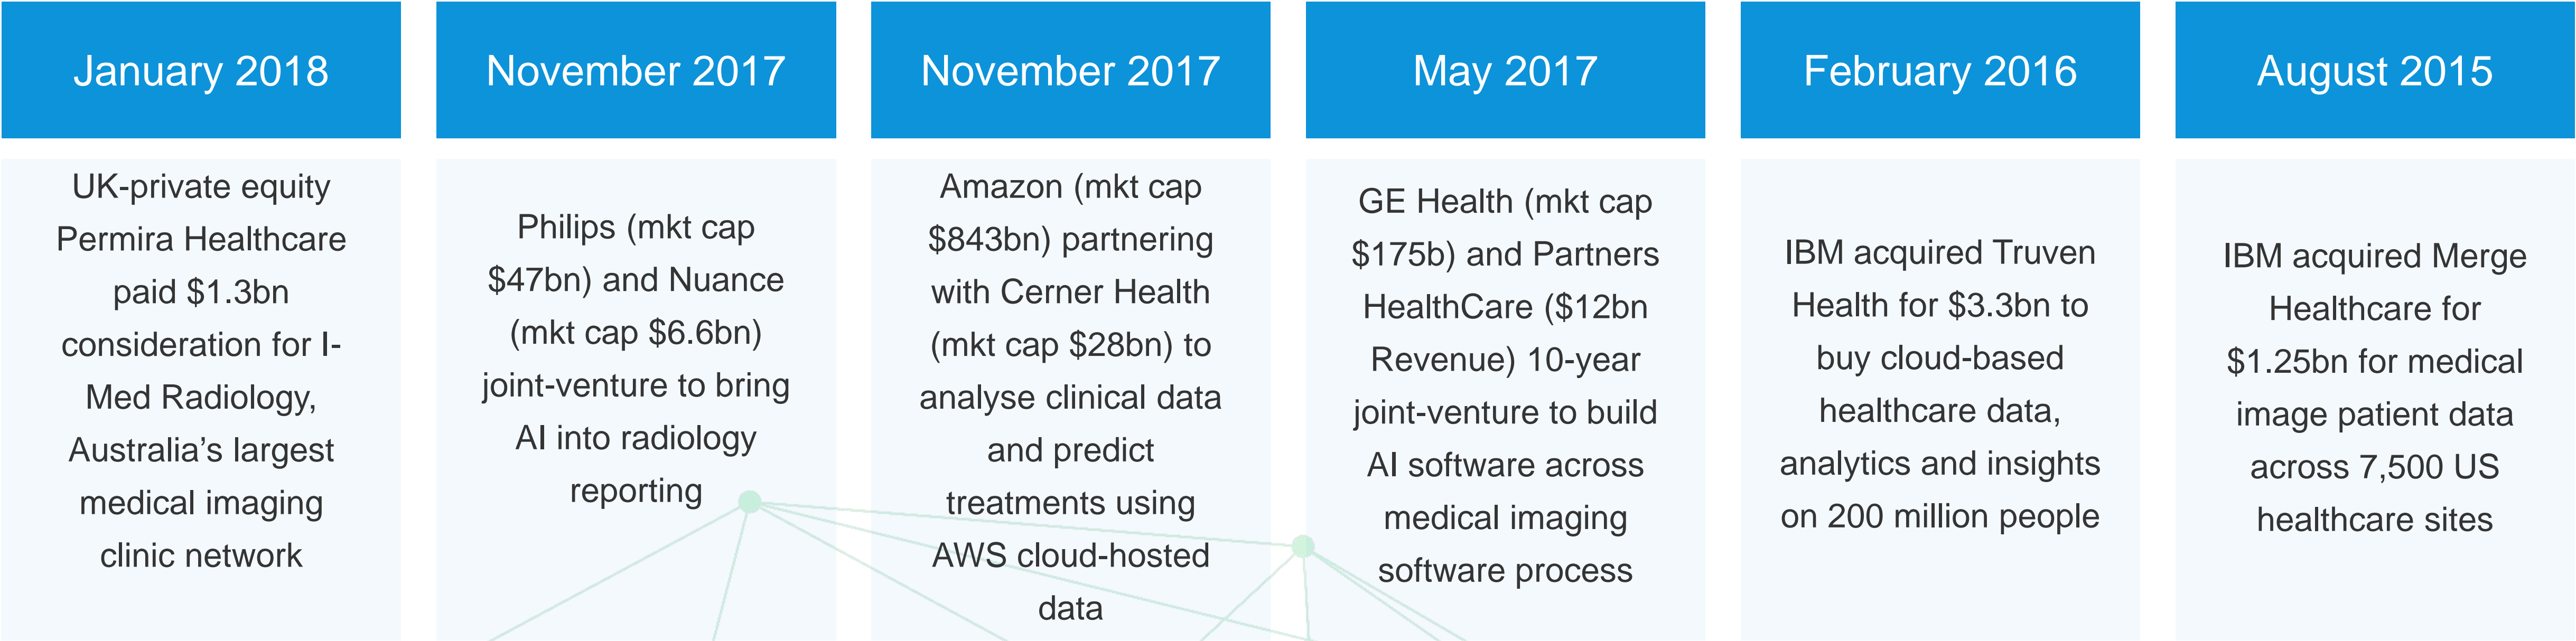 January 2018
UK-private equity
Permira Healthcare
paid $1.3bn
consideration for I-
Med Radiology,
Australia’s largest
medical imaging
clinic network
November 2017
Philips (mkt cap
$47bn) and Nuance
(mkt cap $6.6bn)
joint-venture to bring
AI into radiology
reporting
November 2017
Amazon (mkt cap
$843bn) partnering
with Cerner Health
(mkt cap $28bn) to
analyse clinical data
and predict
treatments using
AWS cloud-hosted
data
May 2017
GE Health (mkt cap
$175b) and Partners
HealthCare ($12bn
Revenue) 10-year
joint-venture to build
AI software across
medical imaging
software process
February 2016
IBM acquired Truven
Health for $3.3bn to
buy cloud-based
healthcare data,
analytics and insights
on 200 million people
August 2015
IBM acquired Merge
Healthcare for
$1.25bn for medical
image patient data
across 7,500 US
healthcare sites